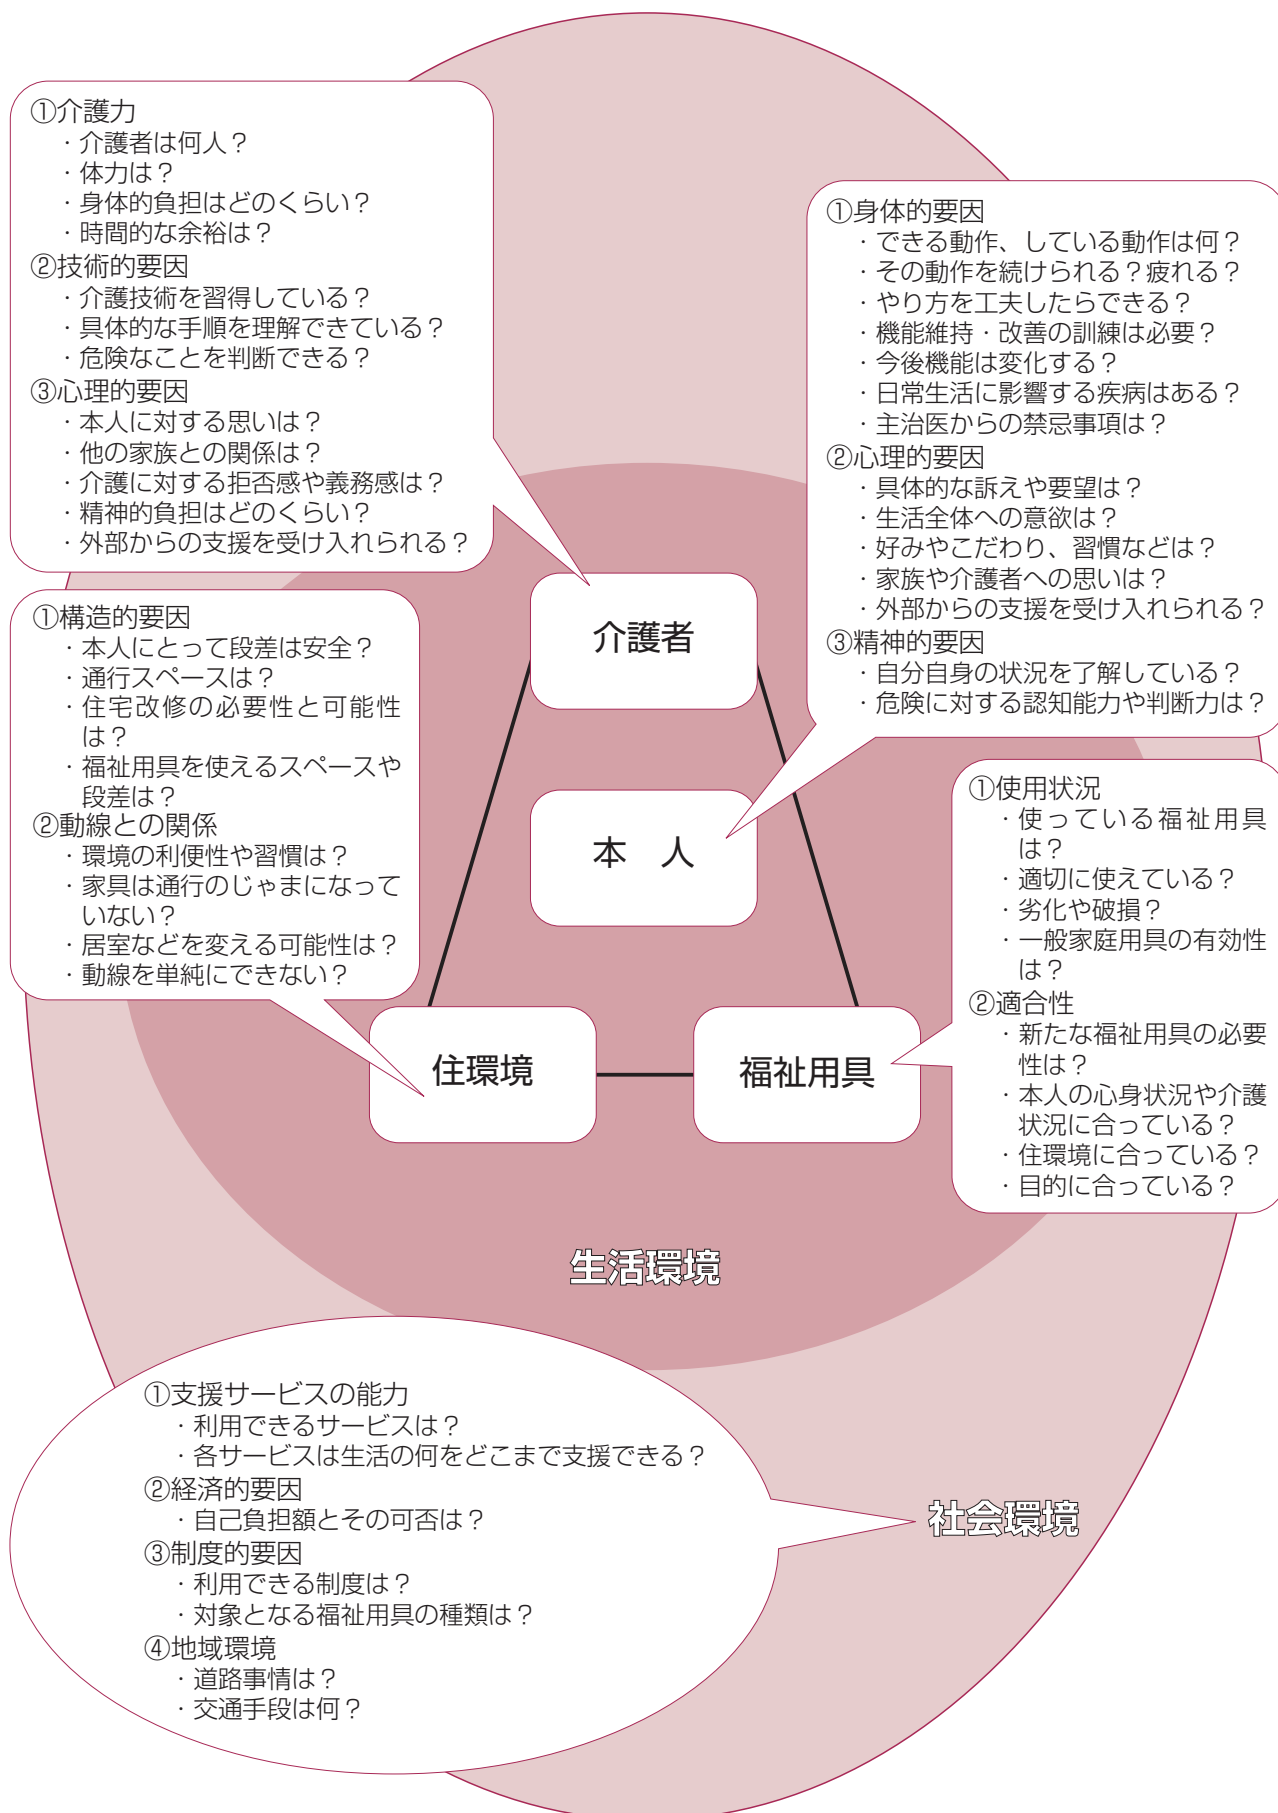 ①介護力
・介護者は何人？
・体力は？
・身体的負担はどのくらい？
・時間的な余裕は？
②技術的要因
・介護技術を習得している？
・具体的な手順を理解できている？
・危険なことを判断できる？
③心理的要因
・本人に対する思いは？
・他の家族との関係は？
・介護に対する拒否感や義務感は？
・精神的負担はどのくらい？
・外部からの支援を受け入れられる？
①身体的要因
・できる動作、している動作は何？
・その動作を続けられる？疲れる？
・やり方を工夫したらできる？
・機能維持・改善の訓練は必要？
・今後機能は変化する？
・日常生活に影響する疾病はある？
・主治医からの禁忌事項は？
②心理的要因
・具体的な訴えや要望は？
・生活全体への意欲は？
・好みやこだわり、習慣などは？
・家族や介護者への思いは？
・外部からの支援を受け入れられる？
③精神的要因
・自分自身の状況を了解している？
・危険に対する認知能力や判断力は？
介護者
本　人
①構造的要因
・本人にとって段差は安全？
・通行スペースは？
・住宅改修の必要性と可能性
は？
・福祉用具を使えるスペースや
段差は？
②動線との関係
・環境の利便性や習慣は？
・家具は通行のじゃまになって
いない？
・居室などを変える可能性は？
・動線を単純にできない？
①使用状況
・使っている福祉用具
は？
・適切に使えている？
・劣化や破損？
・一般家庭用具の有効性
は？
②適合性
・新たな福祉用具の必要
性は？
・本人の心身状況や介護
状況に合っている？
・住環境に合っている？
・目的に合っている？
住環境
福祉用具
生活環境
①支援サービスの能力
・利用できるサービスは？
・各サービスは生活の何をどこまで支援できる？
②経済的要因
・自己負担額とその可否は？
③制度的要因
・利用できる制度は？
・対象となる福祉用具の種類は？
④地域環境
・道路事情は？
・交通手段は何？
社会環境